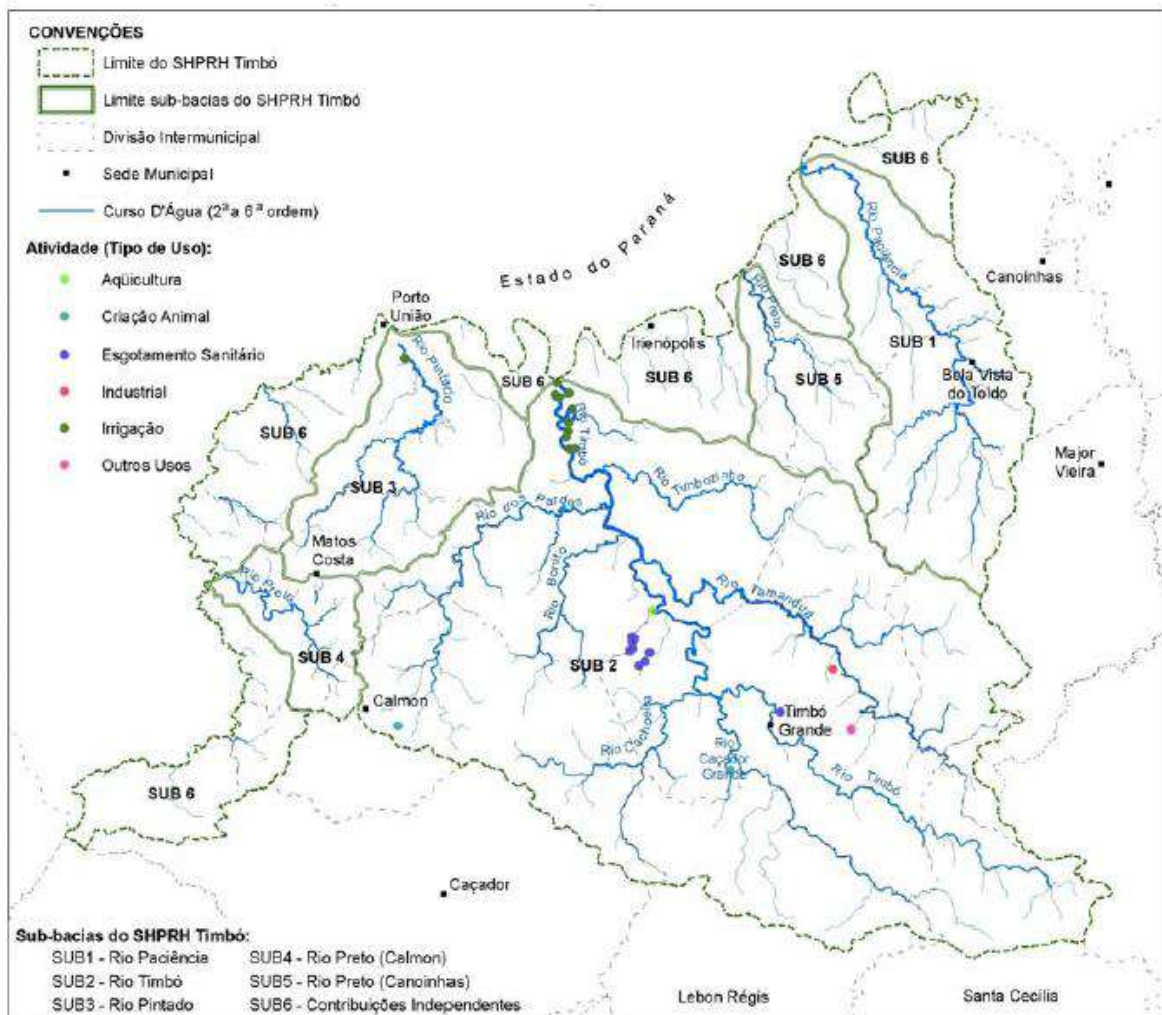 CONVENÇÕES
Limite do SHPRH Timbó
Limite sub-bacias do SHPRH Timbó
Divisão Intermunicipal
Sede Municipal
Curso D'Água (2ª a 6ª ordem)
Atividade (Tipo de Uso):
Aqüicultura
Criação Animal
Esgotamento Sanitário
Industrial
Irrigação
Outros Usos
Estado do Paraná
SUB 6
Rio Paciência
Canoinhas
SUB 6
Rio Preto
Porto
União
Irienópolis
SUB 1
Rio Pintado
SUB 6
SUB 6
SUB 5
Bela Vista
do Toldo
SUB 6
Rio Timbó
Major
Vieira
SUB 3
Rio Timbozinho
Rio dos Pardos
Matos
Costa
Rio Bonito
Rio Preto
Rio Tamanduá
SUB 4
SUB 2
Calmon
Timbó
Grande
Rio Cachoeira
Rio
Caçador
Grande
Rio Timbó
SUB 6
Caçador
Sub-bacias do SHPRH Timbó:
SUB1 - Rio Paciência
SUB2 - Rio Timbó
SUB3 - Rio Pintado
SUB4 - Rio Preto (Calmon)
SUB5 - Rio Preto (Canoinhas)
SUB6 - Contribuições Independentes
Lebon Régis
Santa Cecília